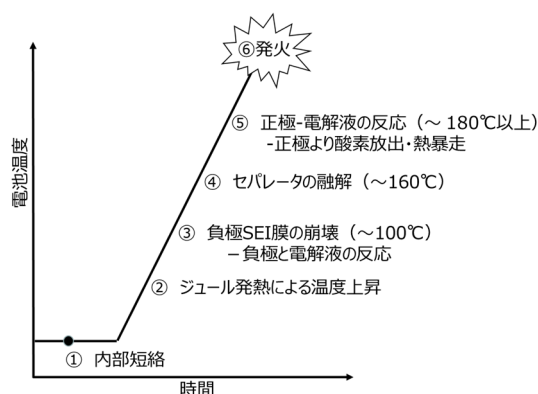 ⑥発火
⑤ 正極-電解液の反応（～ 180℃以上）
-正極より酸素放出・熱暴走
④ セパレータの融解（～160℃）
③ 負極SEI膜の崩壊（～100℃）
－負極と電解液の反応
② ジュール発熱による温度上昇
① 内部短絡
電池温度
時間